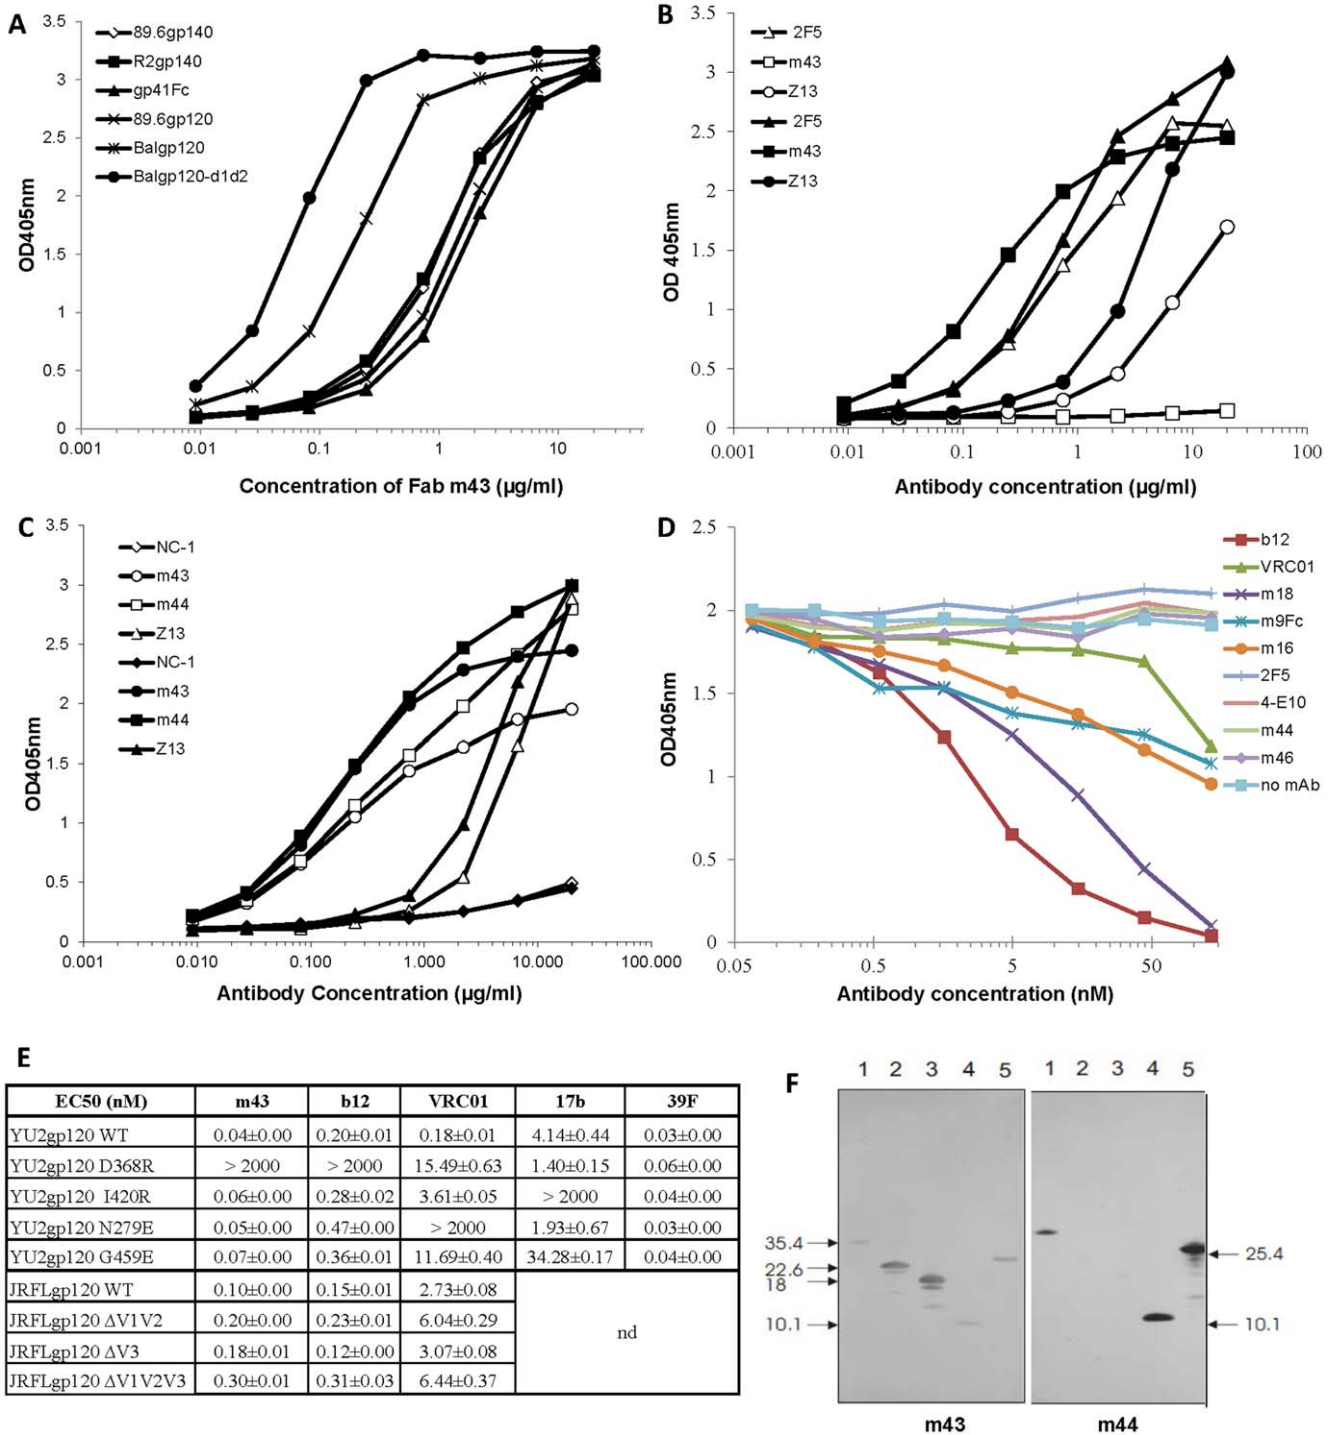 A
3.5
3
2.5
2
1.5
1
0.5
0
OD405nm
89.6gp140
R2gp140
gp41Fc
89.6gp120
Balgp120
Balgp120-d1d2
0.001
0.01
0.1
1
10
Concentration of Fab m43 (µg/ml)
B
3.5
3
2.5
2
1.5
1
0.5
0
OD 405nm
2F5
m43
Z13
2F5
m43
Z13
0.001
0.01
0.1
1
10
100
Antibody concentration (µg/ml)
C
3.5
3
2.5
2
1.5
1
0.5
0
OD405nm
NC-1
m43
m44
Z13
NC-1
m43
m44
Z13
0.001
0.010
0.100
1.000
10.000
100.000
Antibody Concentration (µg/ml)
D
2.5
2
1.5
1
0.5
0
OD405nm
b12
VRC01
m18
m9Fc
m16
2F5
4-E10
m44
m46
no mAb
0.05
0.5
5
50
Antibody concentration (nM)
E
EC50 (nM) m43 b12 VRC01 17b 39F
YU2gp120 WT 0.04±0.00 0.20±0.01 0.18±0.01 4.14±0.44 0.03±0.00
YU2gp120 D368R > 2000 > 2000 15.49±0.63 1.40±0.15 0.06±0.00
YU2gp120 I420R 0.06±0.00 0.28±0.02 3.61±0.05 > 2000 0.04±0.00
YU2gp120 N279E 0.05±0.00 0.47±0.00 > 2000 1.93±0.67 0.03±0.00
YU2gp120 G459E 0.07±0.00 0.36±0.01 11.69±0.40 34.28±0.17 0.04±0.00
JRFLgp120 WT 0.10±0.00 0.15±0.01 2.73±0.08
JRFLgp120 ΔV1V2 0.20±0.00 0.23±0.01 6.04±0.29
nd
JRFLgp120 ΔV3 0.18±0.01 0.12±0.00 3.07±0.08
JRFLgp120 ΔV1V2V3 0.30±0.01 0.31±0.03 6.44±0.37
F
1 2 3 4 5 1 2 3 4 5
35.4
22.6
18
10.1
25.4
10.1
m43 m44